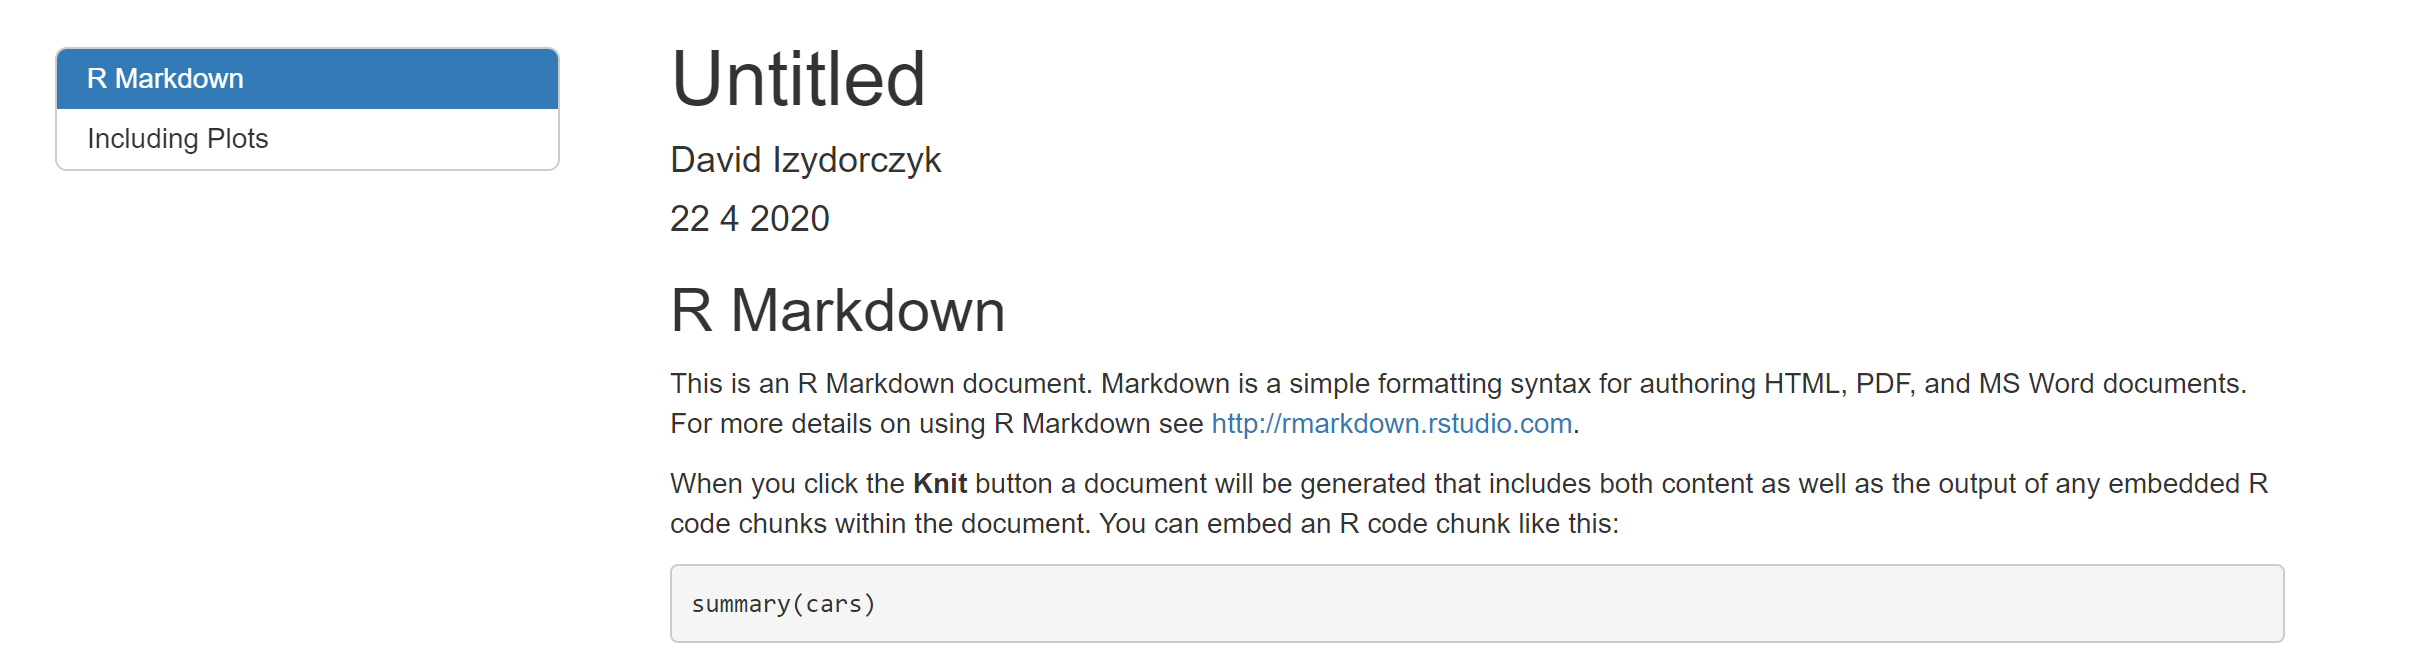 R Markdown
Including Plots
Untitled
David Izydorczyk
22 4 2020
R Markdown
This is an R Markdown document. Markdown is a simple formatting syntax for authoring HTML, PDF, and MS Word documents.
For more details on using R Markdown see http://rmarkdown.rstudio.com.
When you click the Knit button a document will be generated that includes both content as well as the output of any embedded R
code chunks within the document. You can embed an R code chunk like this:
summary(cars)